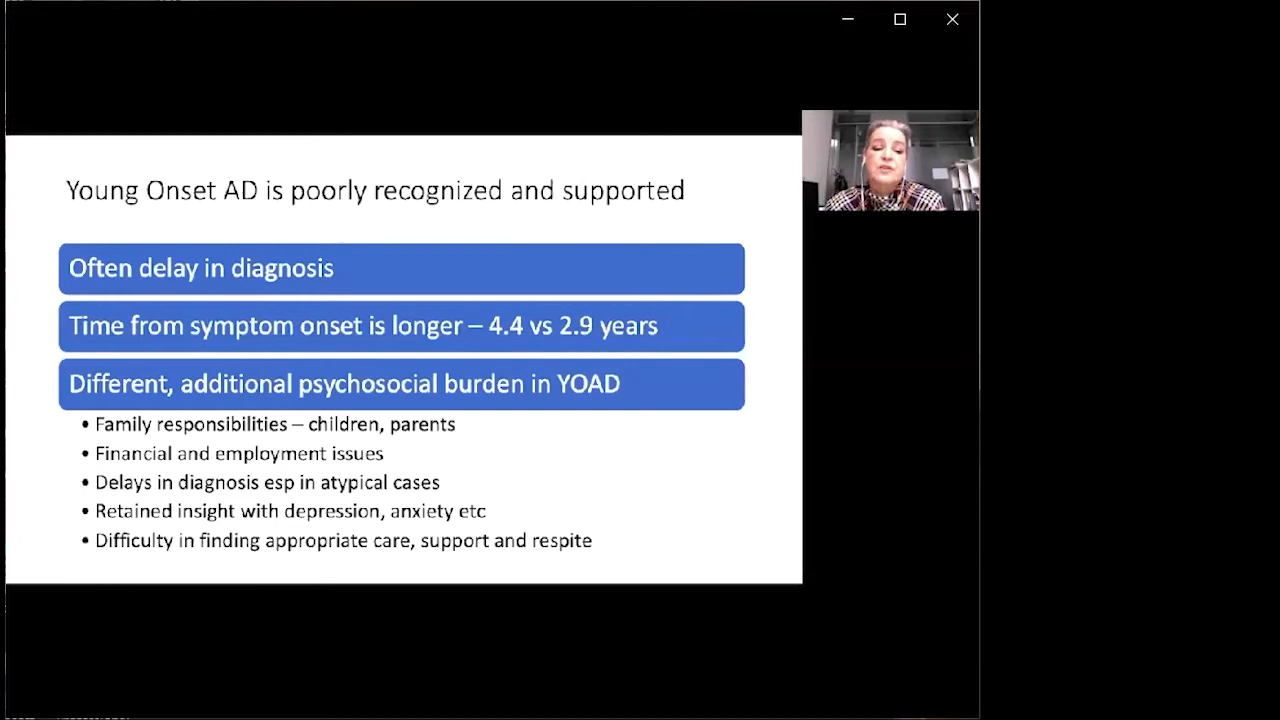 Young Onset AD is poorly recognized and supported
Often delay in diagnosis
Time from symptom onset is longer – 4.4 vs 2.9 years
Different, additional psychosocial burden in YOAD
• Family responsibilities – children, parents
• Financial and employment issues
• Delays in diagnosis esp in atypical cases
• Retained insight with depression, anxiety etc
• Difficulty in finding appropriate care, support and respite